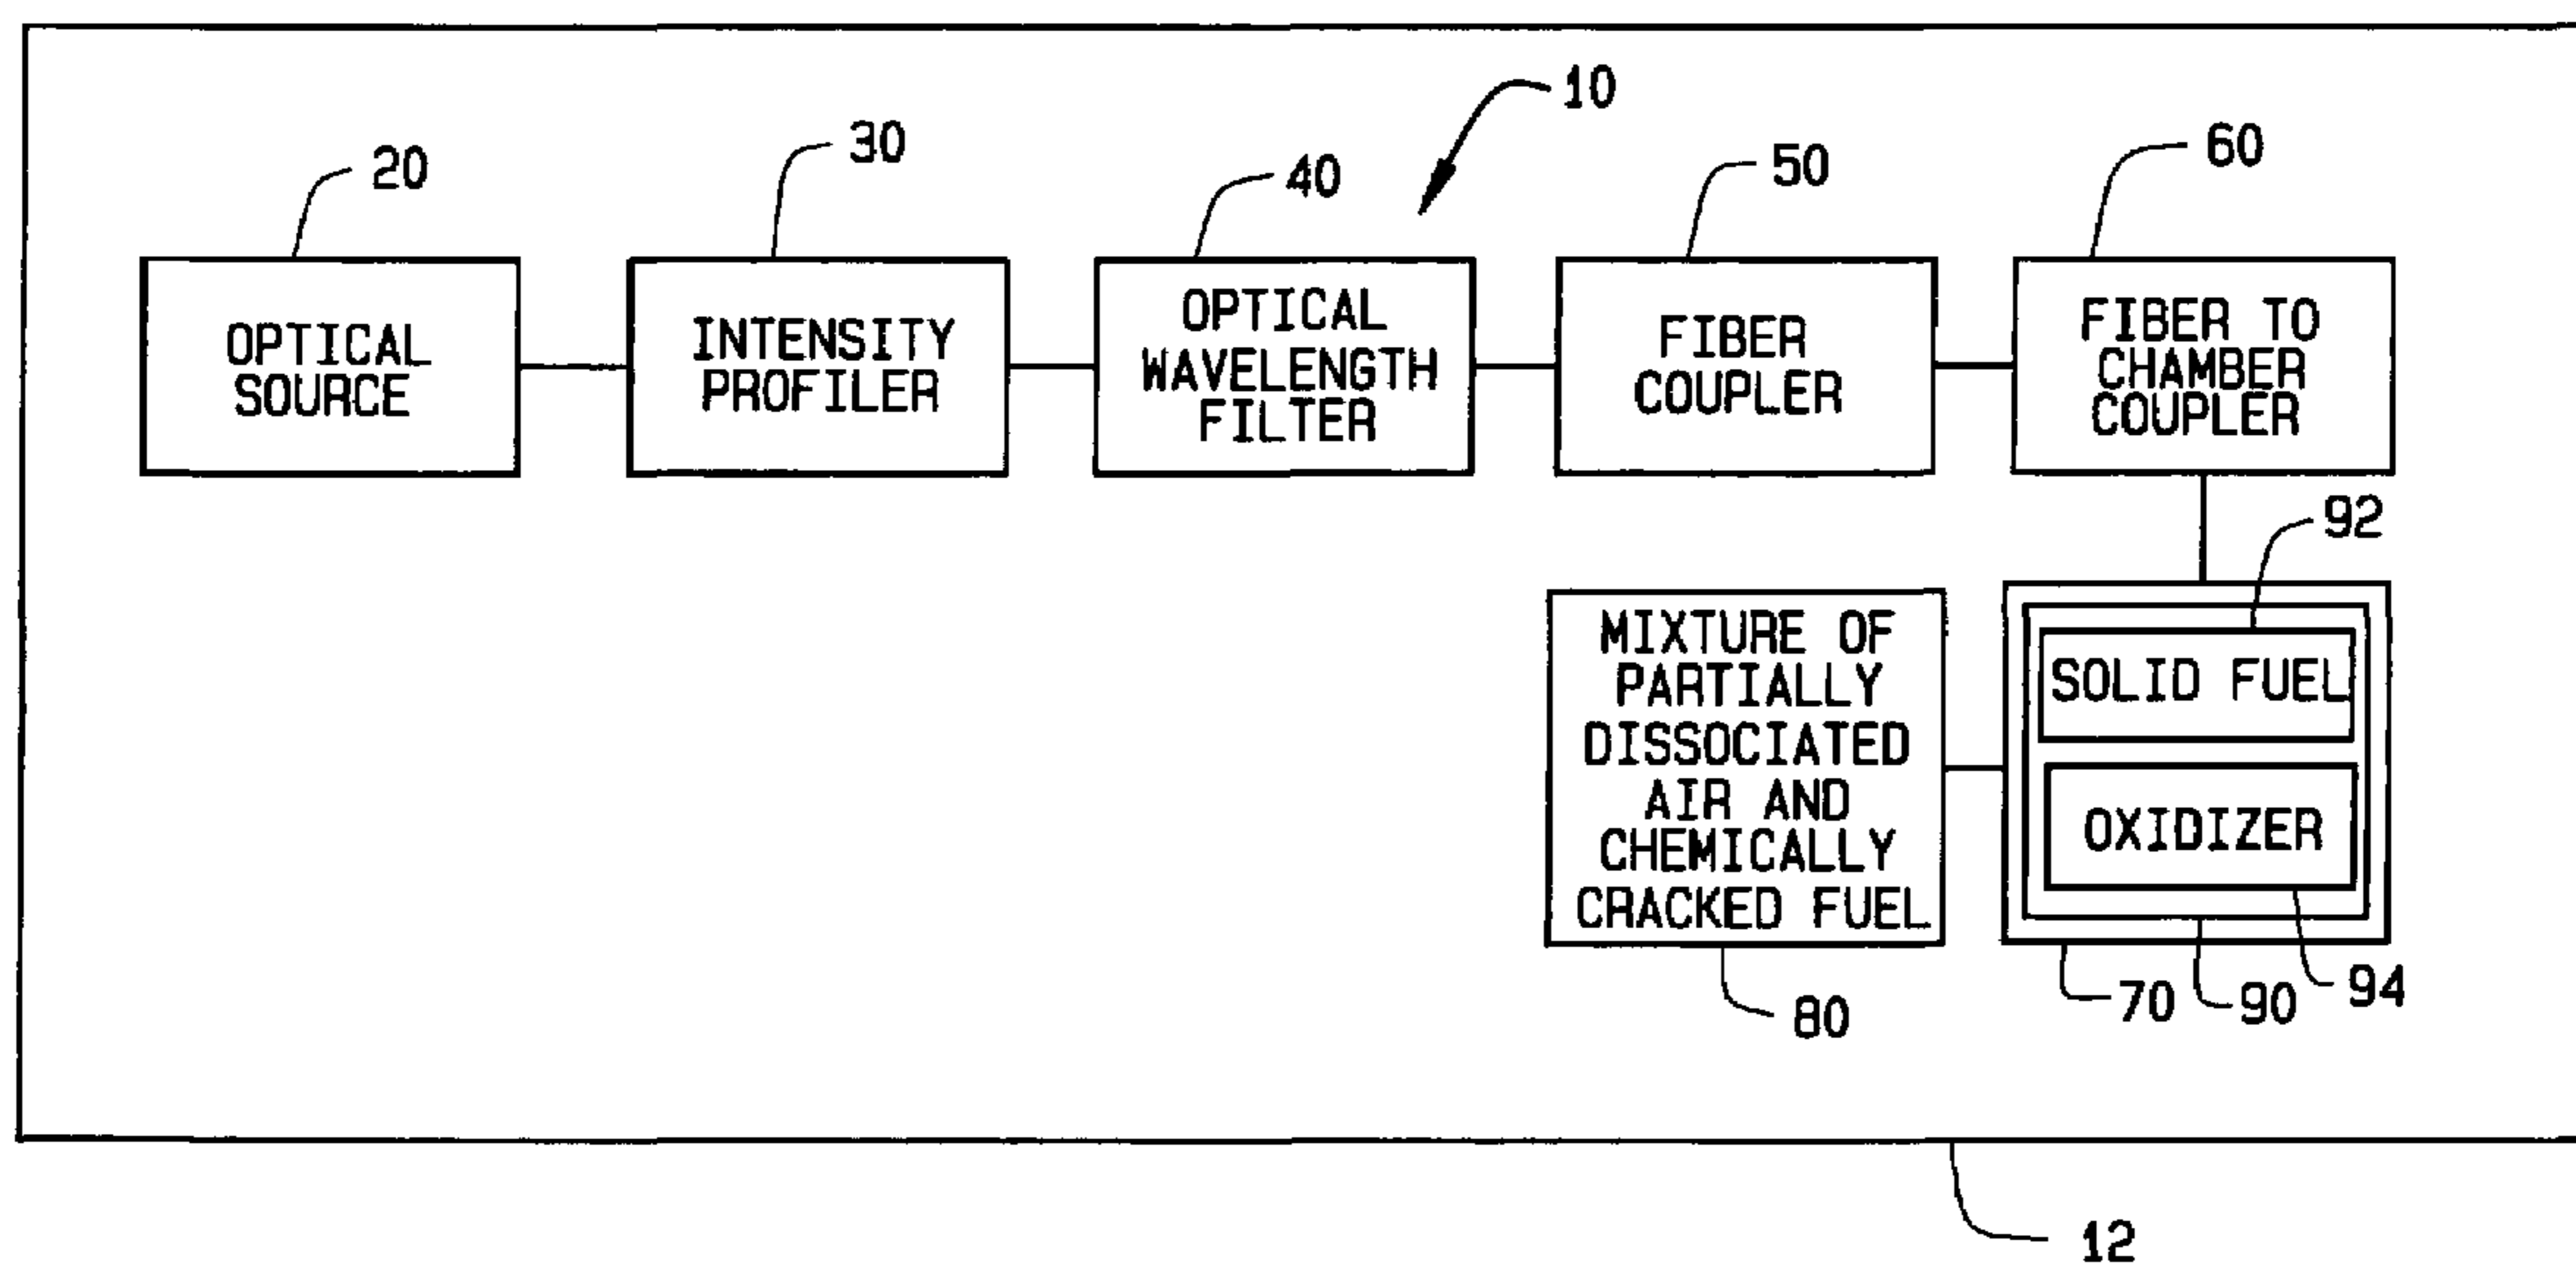 10
20
30
40
50
60
OPTICAL
SOURCE
INTENSITY
PROFILER
OPTICAL
WAVELENGTH
FILTER
FIBER
COUPLER
FIBER TO
CHAMBER
COUPLER
92
MIXTURE OF
PARTIALLY
DISSOCIATED
AIR AND
CHEMICALLY
CRACKED FUEL
SOLID FUEL
OXIDIZER
80
70
90
94
12